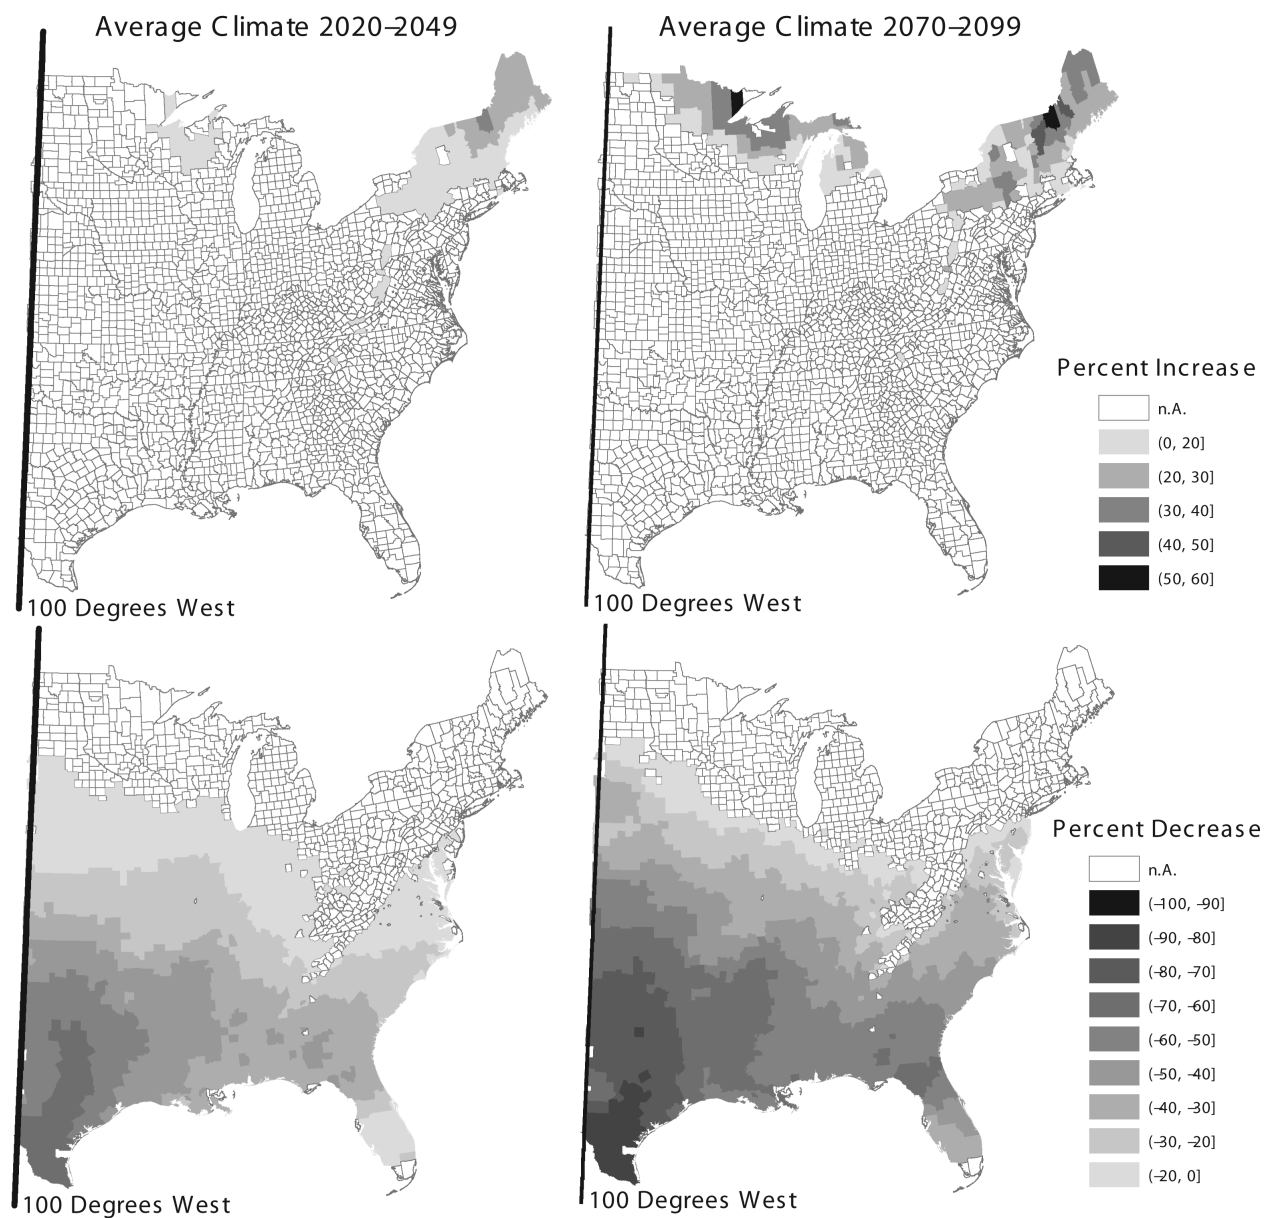 Average Climate 2020–2049
Average Climate 2070–2099
Percent Increase
n.A.
(0, 20]
(20, 30]
(30, 40]
(40, 50]
(50, 60]
100 Degrees West
100 Degrees West
Percent Decrease
n.A.
(–100, –90]
(–90, –80]
(–80, –70]
(–70, –60]
(–60, –50]
(–50, –40]
(–40, –30]
(–30, –20]
(–20, 0]
100 Degrees West
100 Degrees West